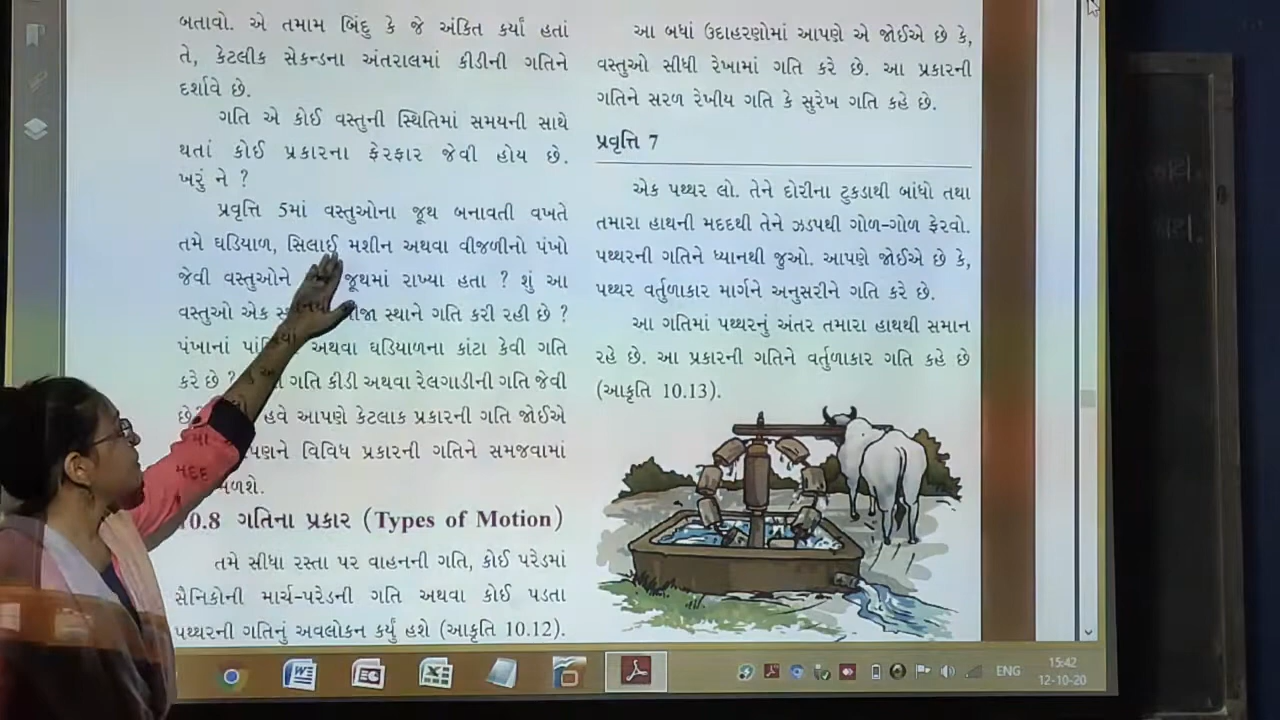 બતાવો. એ તમામ બિંદુ કે જે અંકિત કર્યાં હતાં
તે, કેટલીક સેકન્ડના અંતરાલમાં કીડીની ગતિને
દર્શાવે છે.
ગતિ એ કોઈ વસ્તુની સ્થિતિમાં સમયની સાથે
થતાં કોઈ પ્રકારના ફેરફાર જેવી હોય છે.
ખરું ને ?
પ્રવૃત્તિ 5માં વસ્તુઓના જૂથ બનાવતી વખતે
તમે ઘડિયાળ, સિલાઈ મશીન અથવા વીજળીનો પંખો
જેવી વસ્તુઓને જૂથમાં રાખ્યા હતા ? શું આ
વસ્તુઓ એક બીજા સ્થાને ગતિ કરી રહી છે ?
પંખાનાં અથવા ઘડિયાળના કાંટા કેવી ગતિ
કરે છે ? ગતિ કીડી અથવા રેલગાડીની ગતિ જેવી
છે? હવે આપણે કેટલાક પ્રકારની ગતિ જોઈએ
વિવિધ પ્રકારની ગતિને સમજવામાં
મળશે.
10.8 ગતિના પ્રકાર (Types of Motion)
તમે સીધા રસ્તા પર વાહનની ગતિ, કોઈ પરેડમાં
સૈનિકોની માર્ચ-પરેડની ગતિ અથવા કોઈ પડતા
પથ્થરની ગતિનું અવલોકન કર્યું હશે (આકૃતિ 10.12).
આ બધાં ઉદાહરણોમાં આપણે એ જોઈએ છે કે,
વસ્તુઓ સીધી રેખામાં ગતિ કરે છે. આ પ્રકારની
ગતિને સરળ રેખીય ગતિ કે સુરેખ ગતિ કહે છે.
પ્રવૃત્તિ 7
એક પથ્થર લો. તેને દોરીના ટુકડાથી બાંધો તથા
તમારા હાથની મદદથી તેને ઝડપથી ગોળ-ગોળ ફેરવો.
પથ્થરની ગતિને ધ્યાનથી જુઓ. આપણે જોઈએ છે કે,
પથ્થર વર્તુળાકાર માર્ગને અનુસરીને ગતિ કરે છે.
આ ગતિમાં પથ્થરનું અંતર તમારા હાથથી સમાન
રહે છે. આ પ્રકારની ગતિને વર્તુળાકાર ગતિ કહે છે
(આકૃતિ 10.13).
ENG
15:42
12-10-20